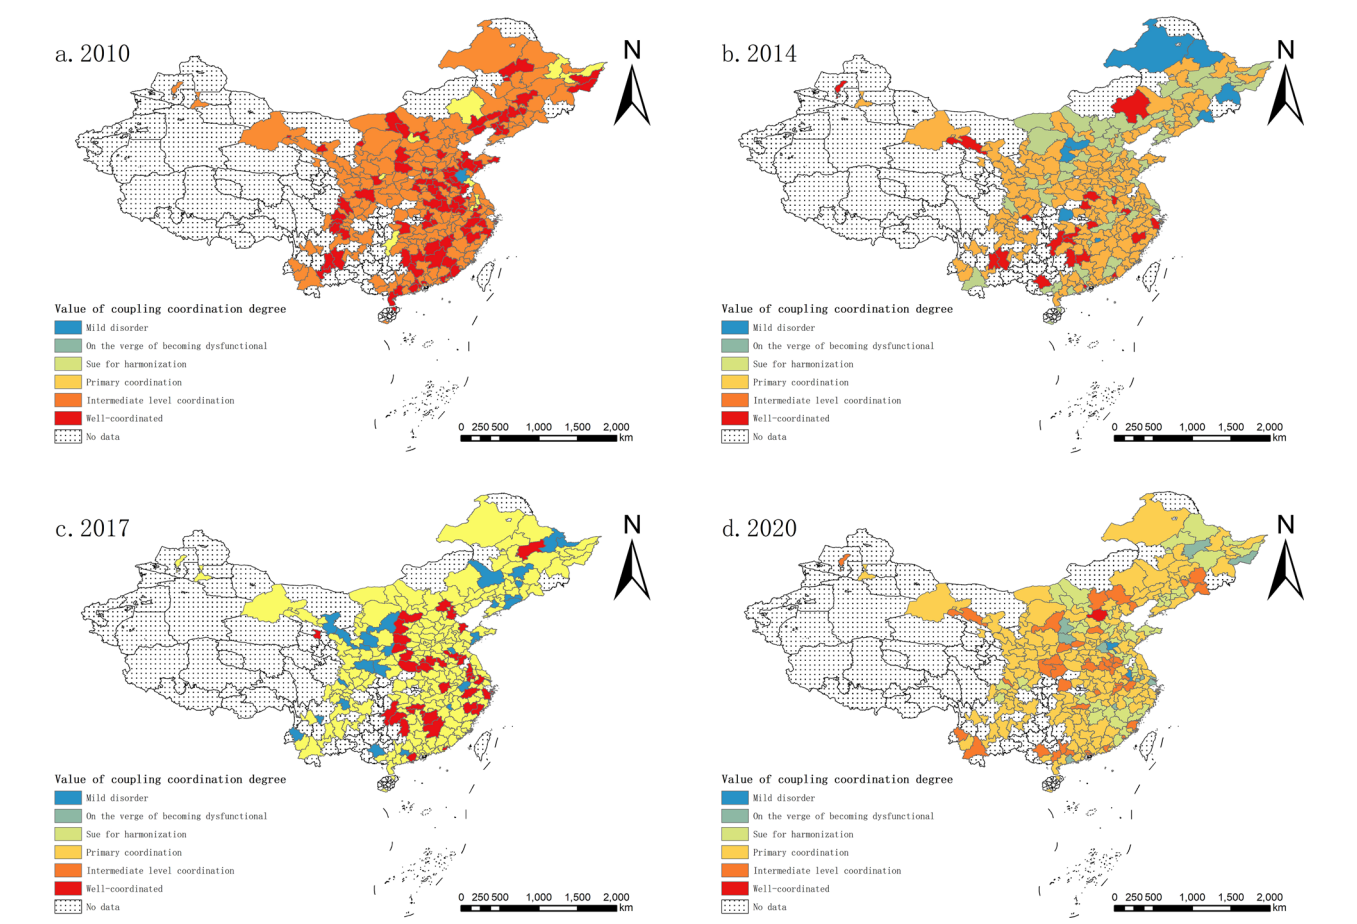 a. 2010
N
Value of coupling coordination degree
Mild disorder
On the verge of becoming dysfunctional
Sue for harmonization
Primary coordination
Intermediate level coordination
Well-coordinated
No data
0 250 500 1,000 1,500 2,000
km
b. 2014
N
Value of coupling coordination degree
Mild disorder
On the verge of becoming dysfunctional
Sue for harmonization
Primary coordination
Intermediate level coordination
Well-coordinated
No data
0 250 500 1,000 1,500 2,000
km
c. 2017
N
Value of coupling coordination degree
Mild disorder
On the verge of becoming dysfunctional
Sue for harmonization
Primary coordination
Intermediate level coordination
Well-coordinated
No data
0 250 500 1,000 1,500 2,000
km
d. 2020
N
Value of coupling coordination degree
Mild disorder
On the verge of becoming dysfunctional
Sue for harmonization
Primary coordination
Intermediate level coordination
Well-coordinated
No data
0 250 500 1,000 1,500 2,000
km